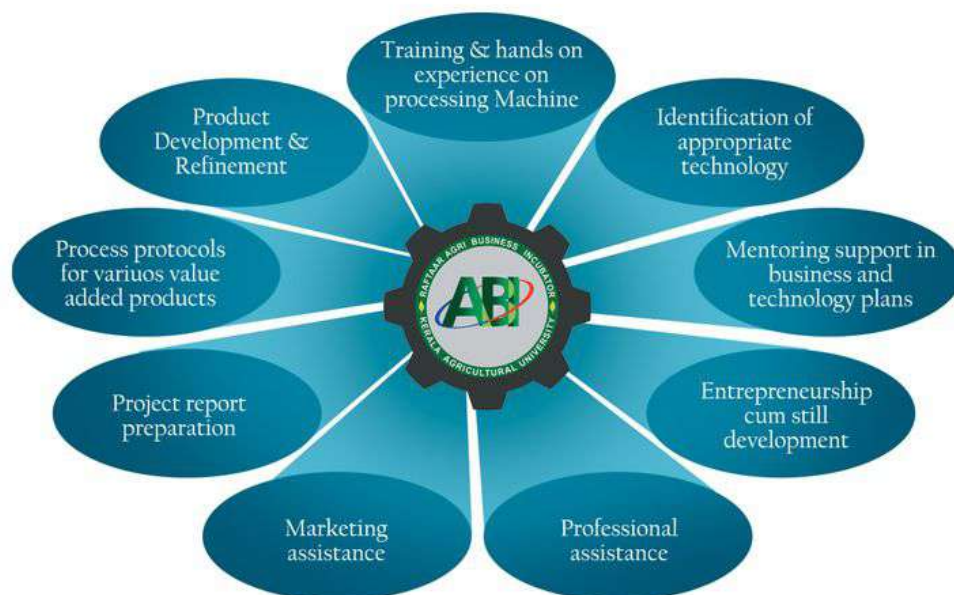 Training & hands on
experience on
processing Machine
Identification of
appropriate
technology
Mentoring support in
business and
technology plans
Entrepreneurship
cum still
development
Professional
assistance
Marketing
assistance
Project report
preparation
Process protocols
for variuos value
added products
Product
Development &
Refinement
RAFTAAR AGRI BUSINESS INCUBATOR
ABI
KERALA AGRICULTURAL UNIVERSITY